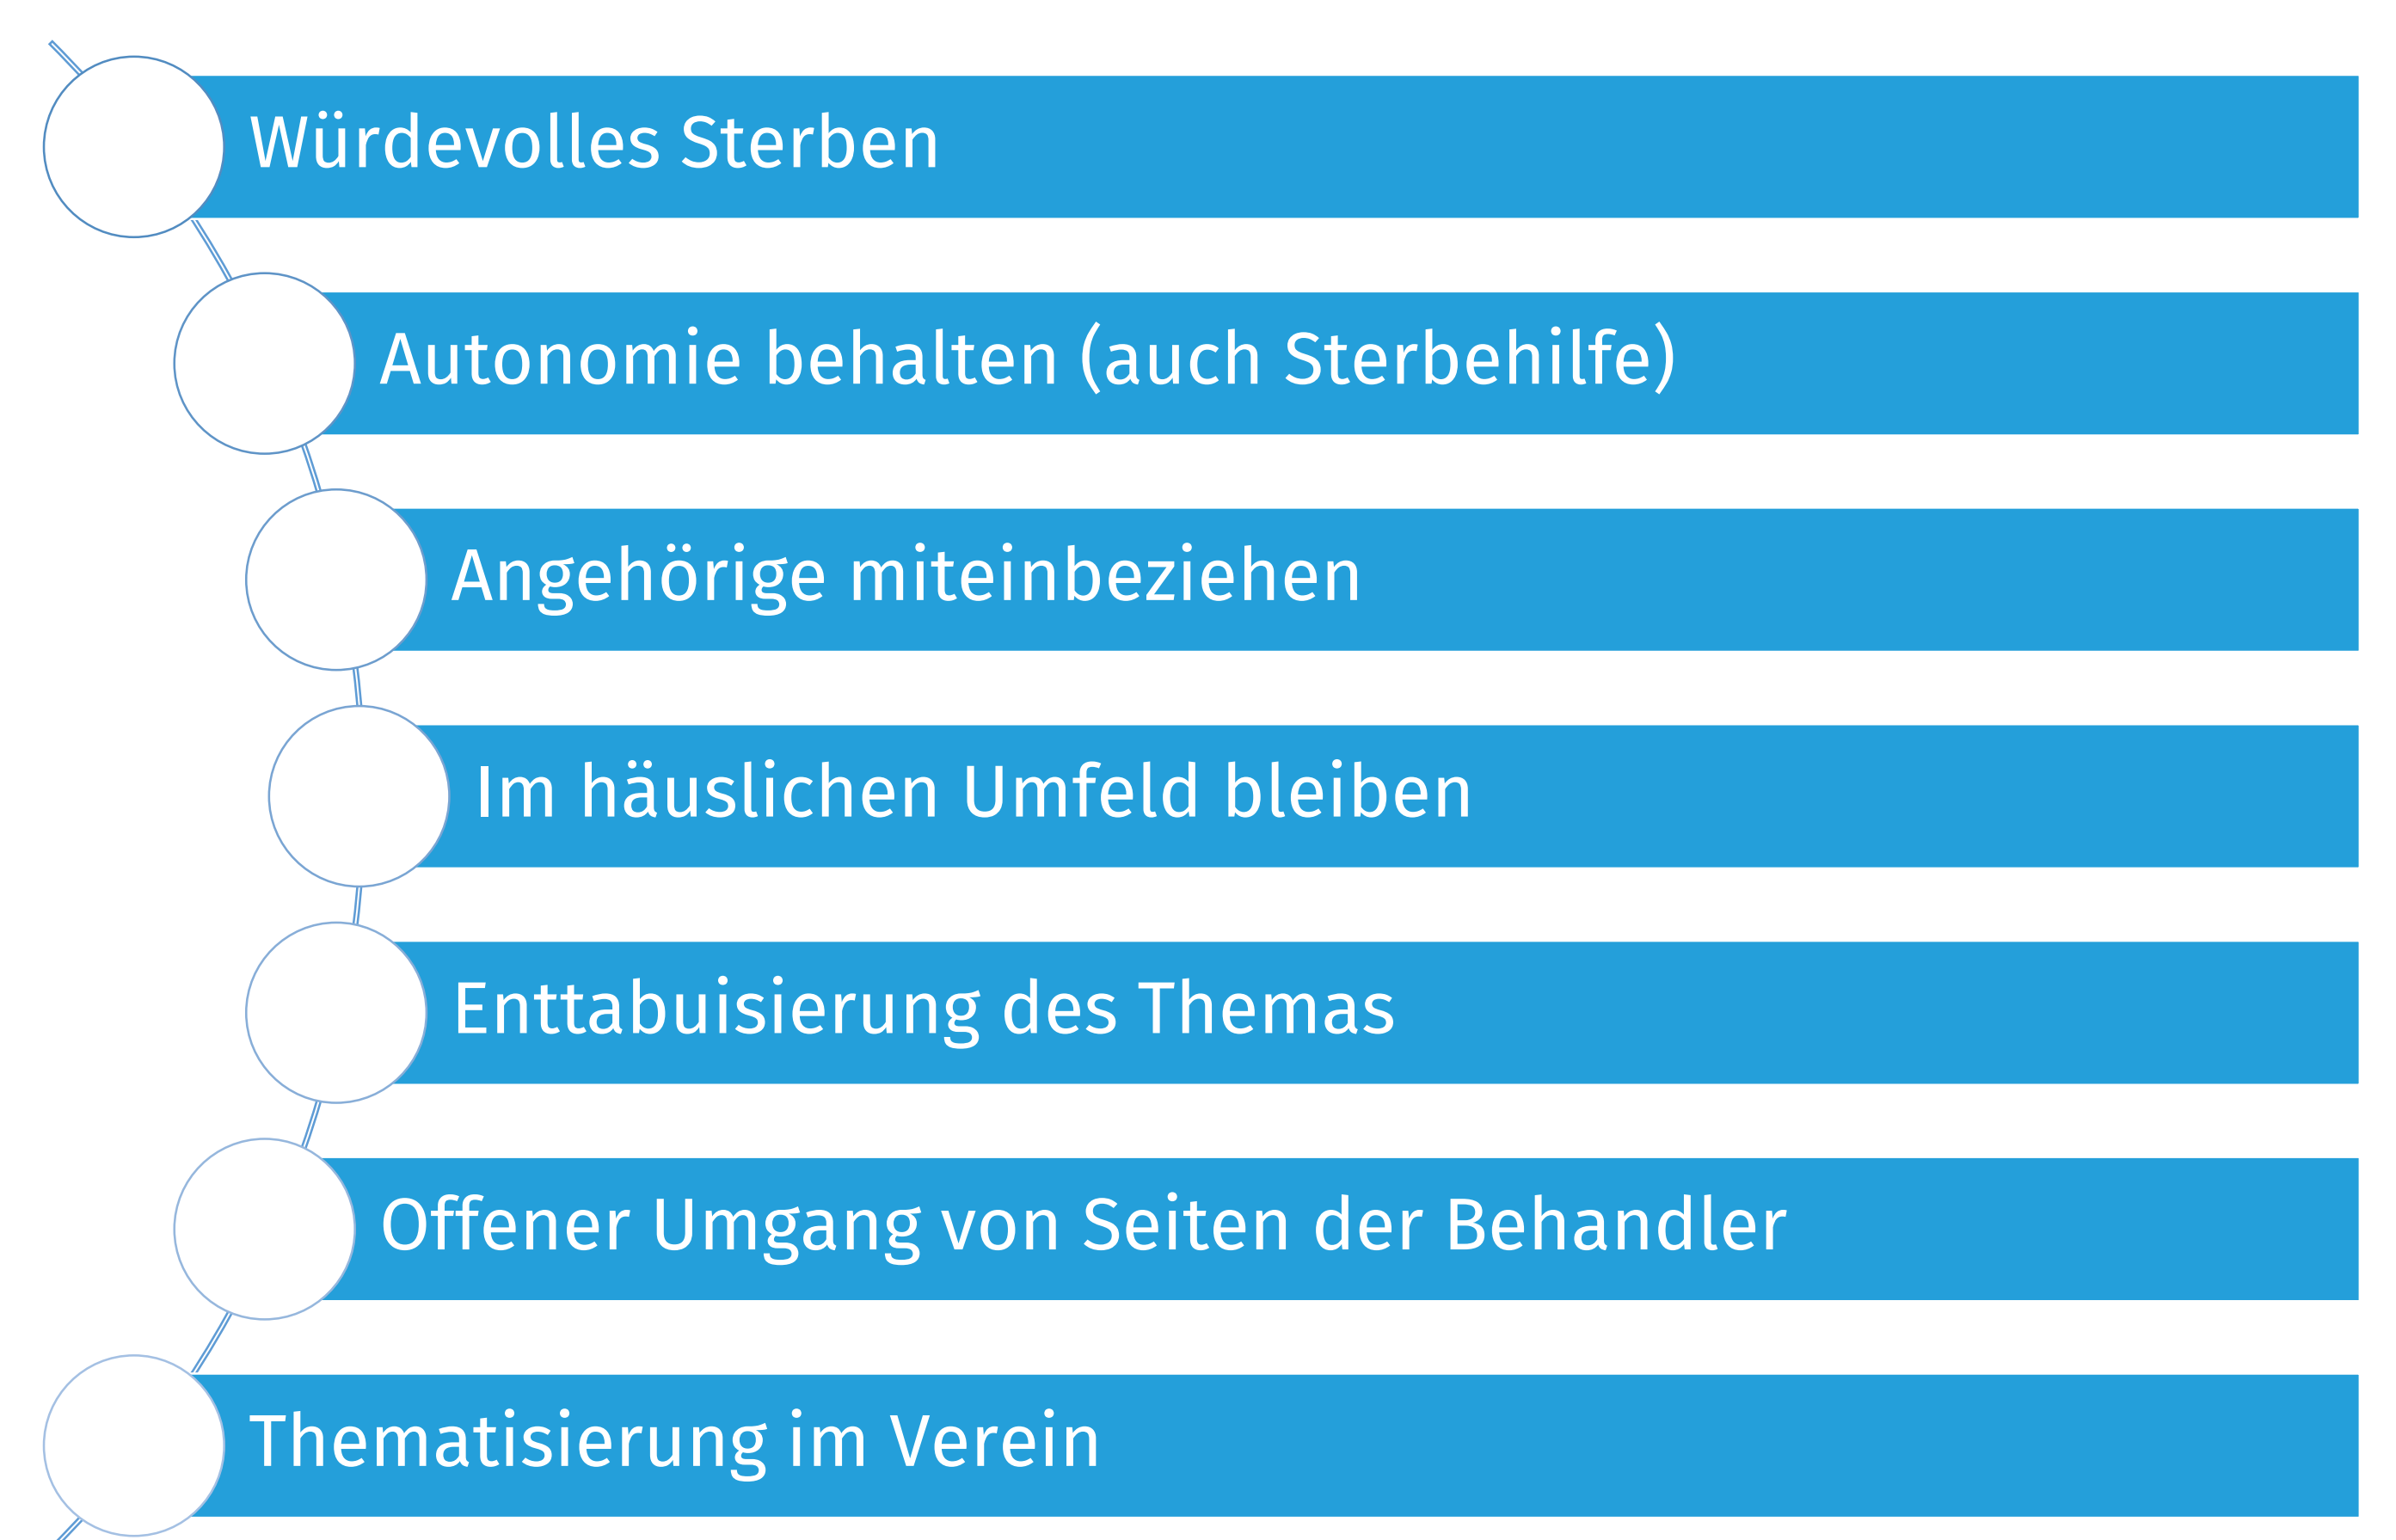 Würdevolles Sterben
Autonomie behalten (auch Sterbehilfe)
Angehörige miteinbeziehen
Im häuslichen Umfeld bleiben
Enttabuisierung des Themas
Offener Umgang von Seiten der Behandler
Thematisierung im Verein